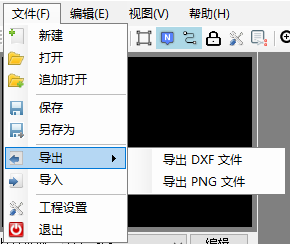 文件(F) 编辑(E) 视图(V) 帮助(H)
新建
打开
追加打开
保存
另存为
导出
导出 DXF 文件
导入
导出 PNG 文件
工程设置
退出
编辑